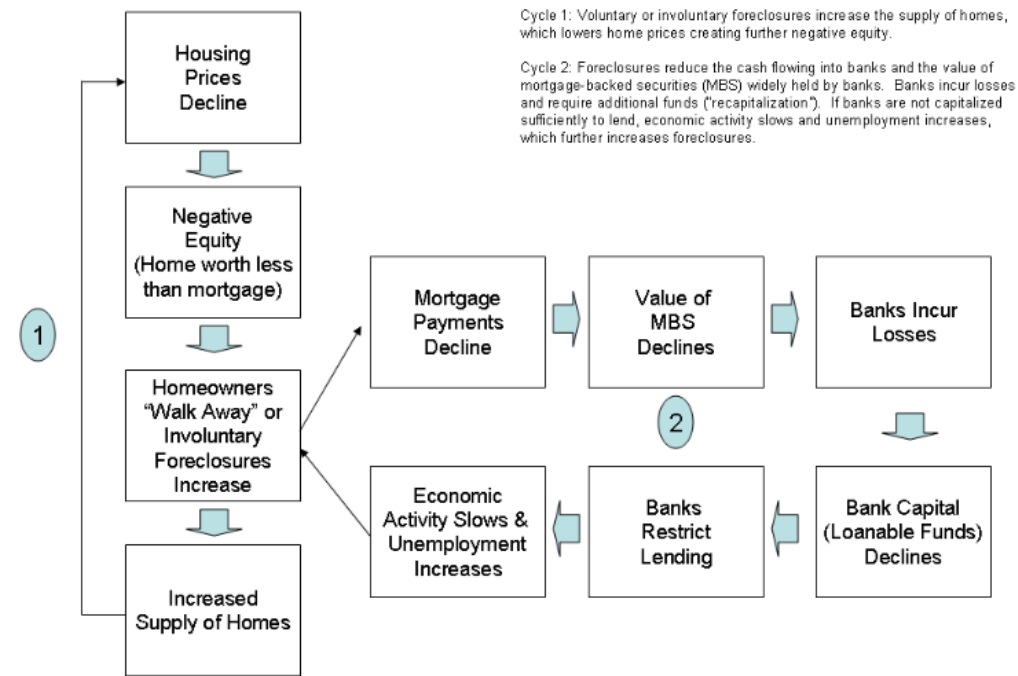 Cycle 1: Voluntary or involuntary foreclosures increase the supply of homes,
which lowers home prices creating further negative equity.
Cycle 2: Foreclosures reduce the cash flowing into banks and the value of
mortgage-backed securities (MBS) widely held by banks.  Banks incur losses
and require additional funds ("recapitalization").  If banks are not capitalized
sufficiently to lend, economic activity slows and unemployment increases,
which further increases foreclosures.
Housing
Prices
Decline
Negative
Equity
(Home worth less
than mortgage)
1
Homeowners
“Walk Away” or
Involuntary
Foreclosures
Increase
Increased
Supply of Homes
Mortgage
Payments
Decline
Value of
MBS
Declines
Banks Incur
Losses
2
Bank Capital
(Loanable Funds)
Declines
Banks
Restrict
Lending
Economic
Activity Slows &
Unemployment
Increases